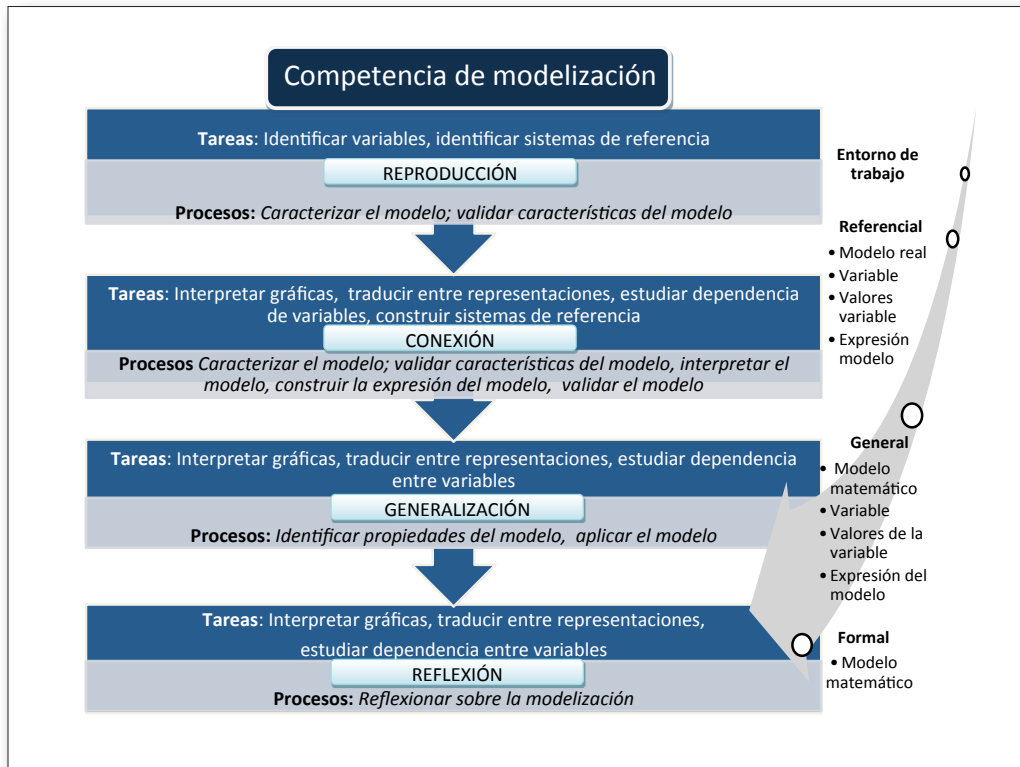 Competencia de modelización
Tareas: Identificar variables, identificar sistemas de referencia
REPRODUCCIÓN
Procesos: Caracterizar el modelo; validar características del modelo
Tareas: Interpretar gráficas, traducir entre representaciones, estudiar dependencia
de variables, construir sistemas de referencia
CONEXIÓN
Procesos Caracterizar el modelo; validar características del modelo, interpretar el
modelo, construir la expresión del modelo, validar el modelo
Tareas: Interpretar gráficas, traducir entre representaciones, estudiar dependencia
entre variables
GENERALIZACIÓN
Procesos: Identificar propiedades del modelo, aplicar el modelo
Tareas: Interpretar gráficas, traducir entre representaciones,
estudiar dependencia entre variables
REFLEXIÓN
Procesos: Reflexionar sobre la modelización
Entorno de
trabajo
Referencial
• Modelo real
• Variable
• Valores
variable
• Expresión
modelo
General
• Modelo
matemático
• Variable
• Valores de la
variable
• Expresión del
modelo
Formal
• Modelo
matemático